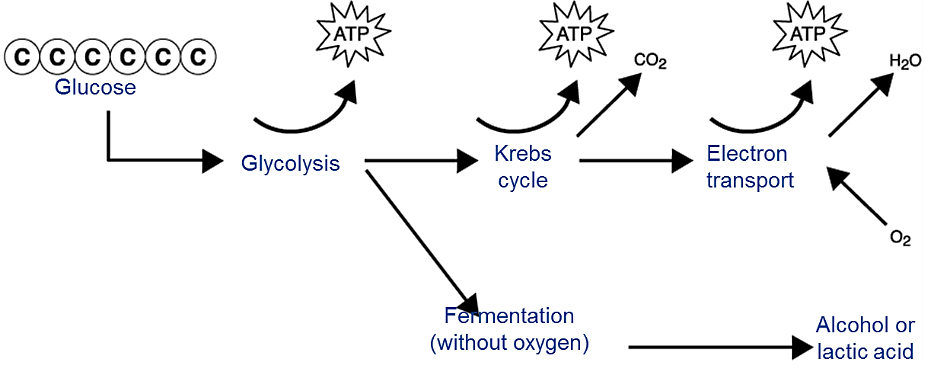 ATP ATP ATP
C C C C C C
CO₂
H₂O
Glucose
Glycolysis
Krebs
cycle
Electron
transport
O₂
Fermentation
(without oxygen)
Alcohol or
lactic acid